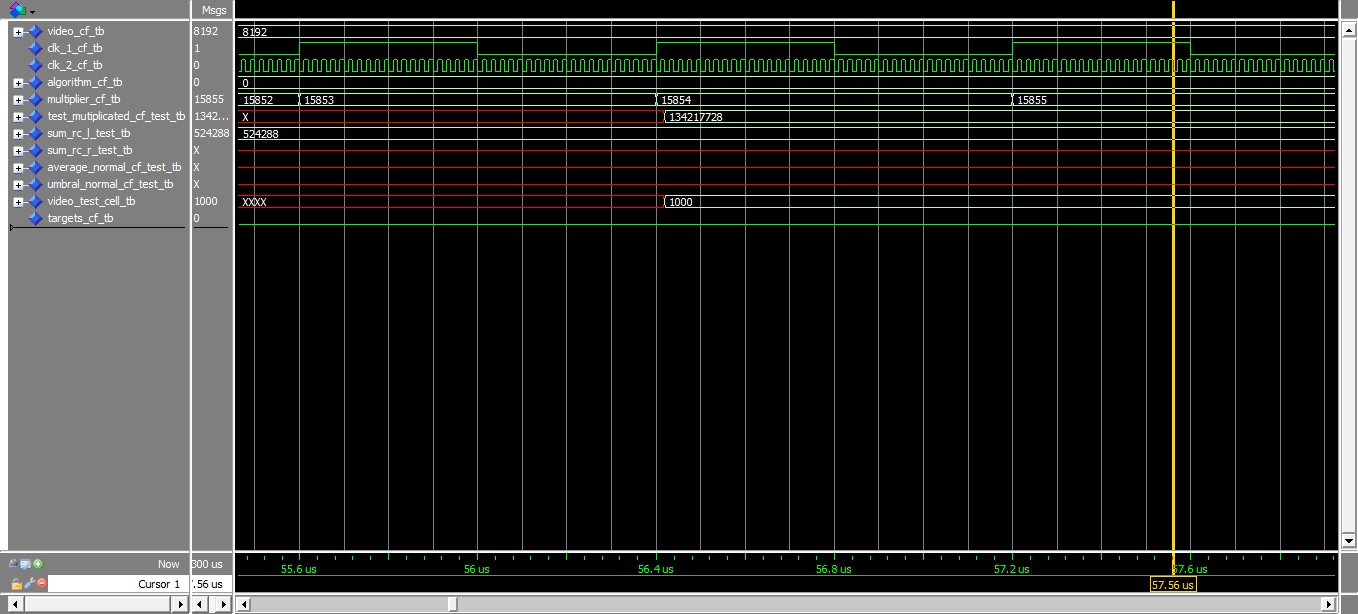 Msgs
video_cf_tb 8192 8192
clk_1_cf_tb 1
clk_2_cf_tb 0
algorithm_cf_tb 0 0
multiplier_cf_tb 15855 15852 15853 15854 15855
test_mutiplicated_cf_test_tb 1342... X 134217728
sum_rc_l_test_tb 524288 524288
sum_rc_r_test_tb X
average_normal_cf_test_tb X
umbral_normal_cf_test_tb X
video_test_cell_tb 1000 XXXX 1000
targets_cf_tb 0
Now 300 us 55.6 us 56 us 56.4 us 56.8 us 57.2 us 57.6 us
Cursor 1 .56 us 57.56 us